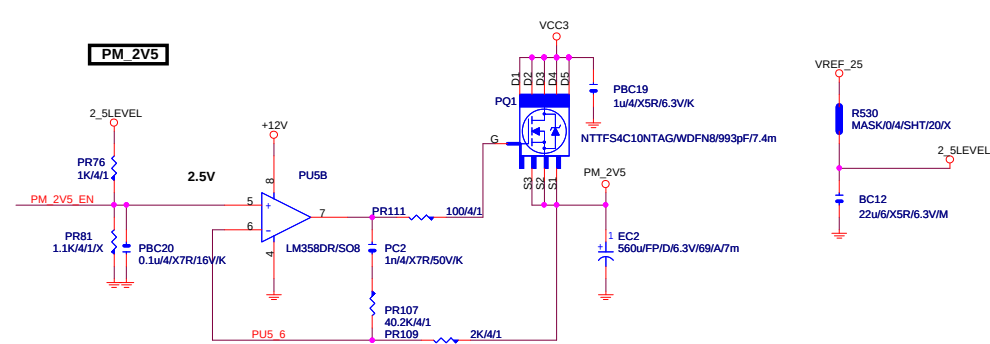 PM_2V5
2_5LEVEL
PR76
1K/4/1
PM_2V5_EN
PR81
1.1K/4/1/X
PBC20
0.1u/4/X7R/16V/K
2.5V
+12V
PU5B
8
5
+
6
-
7
4
LM358DR/SO8
PR111
100/4/1
PC2
1n/4/X7R/50V/K
PR107
40.2K/4/1
PR109
2K/4/1
PU5_6
VCC3
D1
D2
D3
D4
D5
PQ1
G
NTTFS4C10NTAG/WDFN8/993pF/7.4m
S3
S2
S1
PBC19
1u/4/X5R/6.3V/K
PM_2V5
1
+
EC2
560u/FP/D/6.3V/69/A/7m
VREF_25
R530
MASK/0/4/SHT/20/X
2_5LEVEL
BC12
22u/6/X5R/6.3V/M